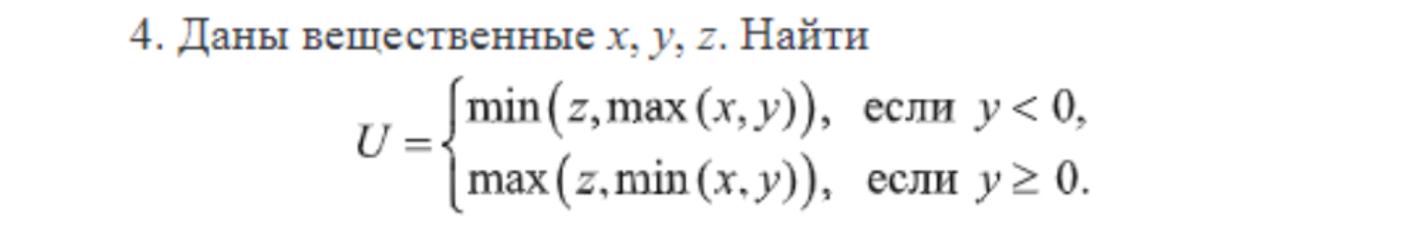 4. Даны вещественные x, y, z. Найти
U = { min(z,max(x,y)), если y < 0,
max(z,min(x,y)), если y ≥ 0.